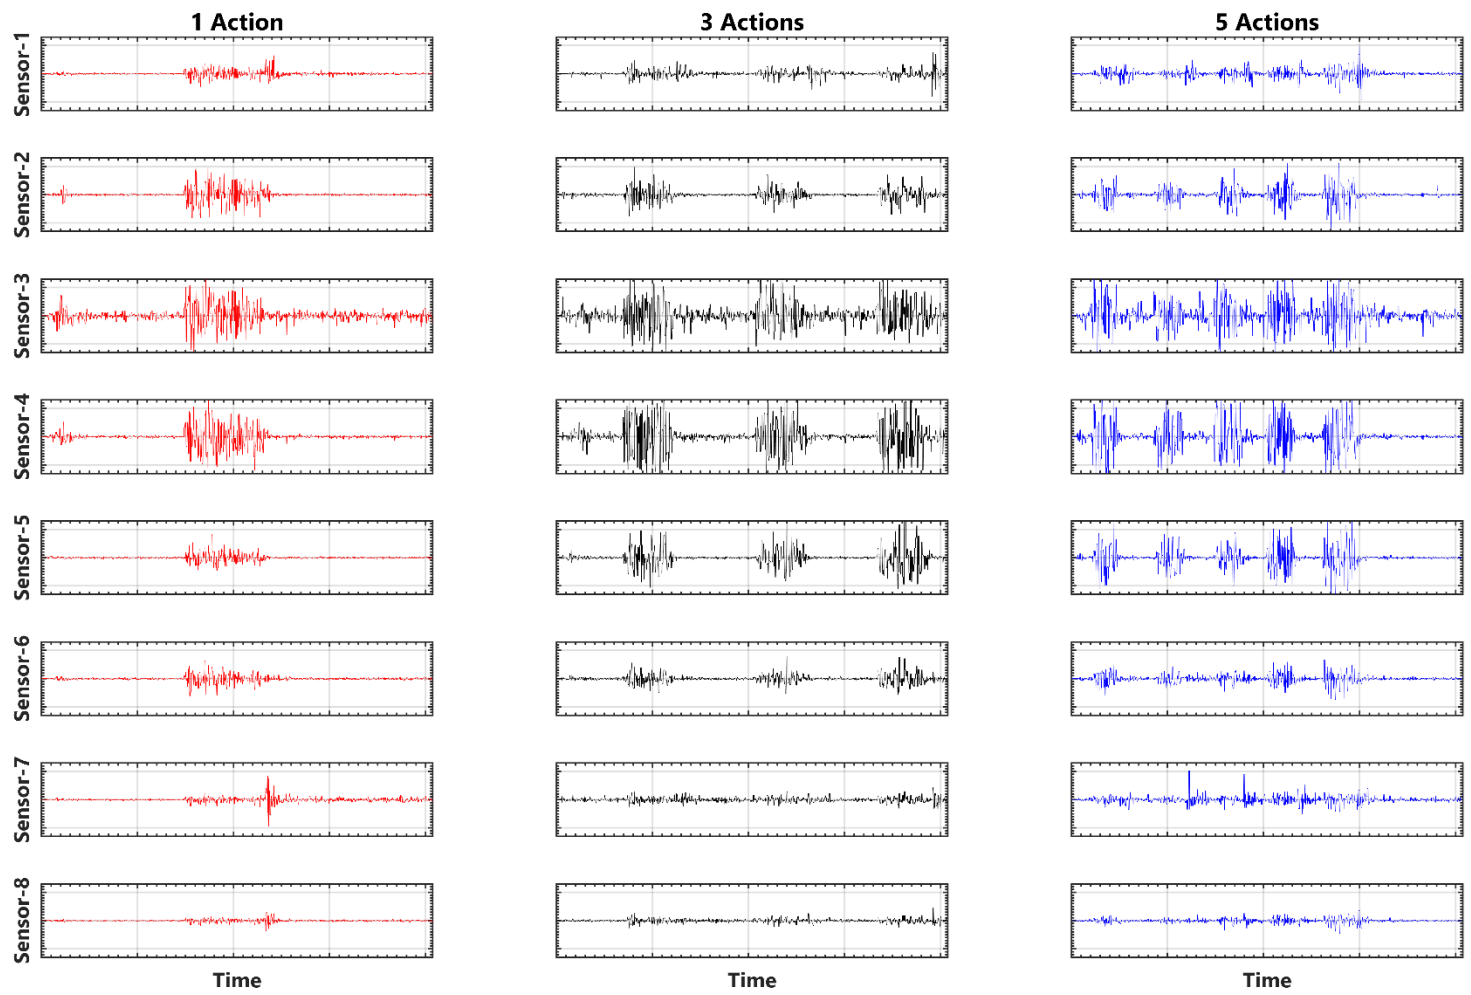 1 Action
3 Actions
5 Actions
Sensor-1
Sensor-2
Sensor-3
Sensor-4
Sensor-5
Sensor-6
Sensor-7
Sensor-8
Time
Time
Time